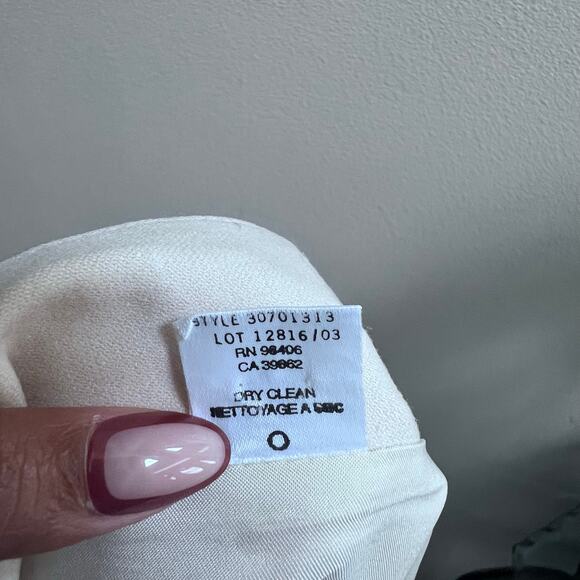 STYLE 30701313
LOT 12816/03
RN 98406
CA 39862
DRY CLEAN
NETTOYAGE A SEC